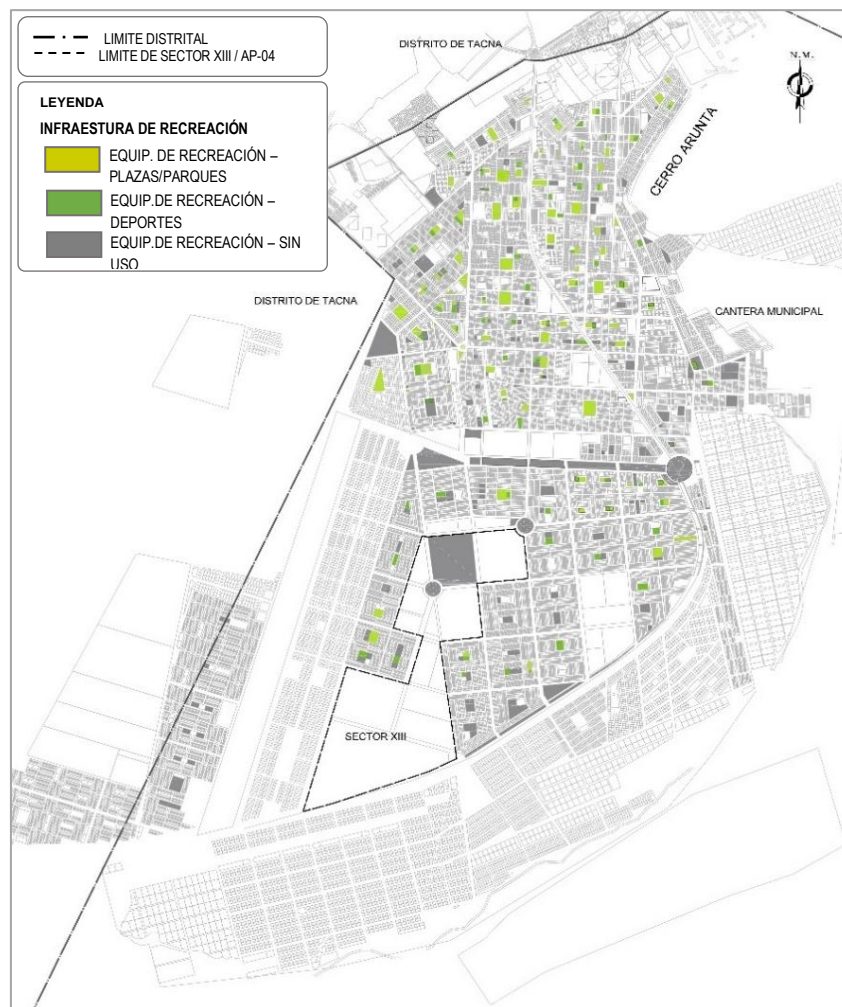 LIMITE DISTRITAL
LIMITE DE SECTOR XIII / AP-04
LEYENDA
INFRAESTURA DE RECREACIÓN
EQUIP. DE RECREACIÓN –
PLAZAS/PARQUES
EQUIP.DE RECREACIÓN –
DEPORTES
EQUIP.DE RECREACIÓN – SIN
USO
DISTRITO DE TACNA
N. M.
CERRO ARUNTA
DISTRITO DE TACNA
CANTERA MUNICIPAL
SECTOR XIII